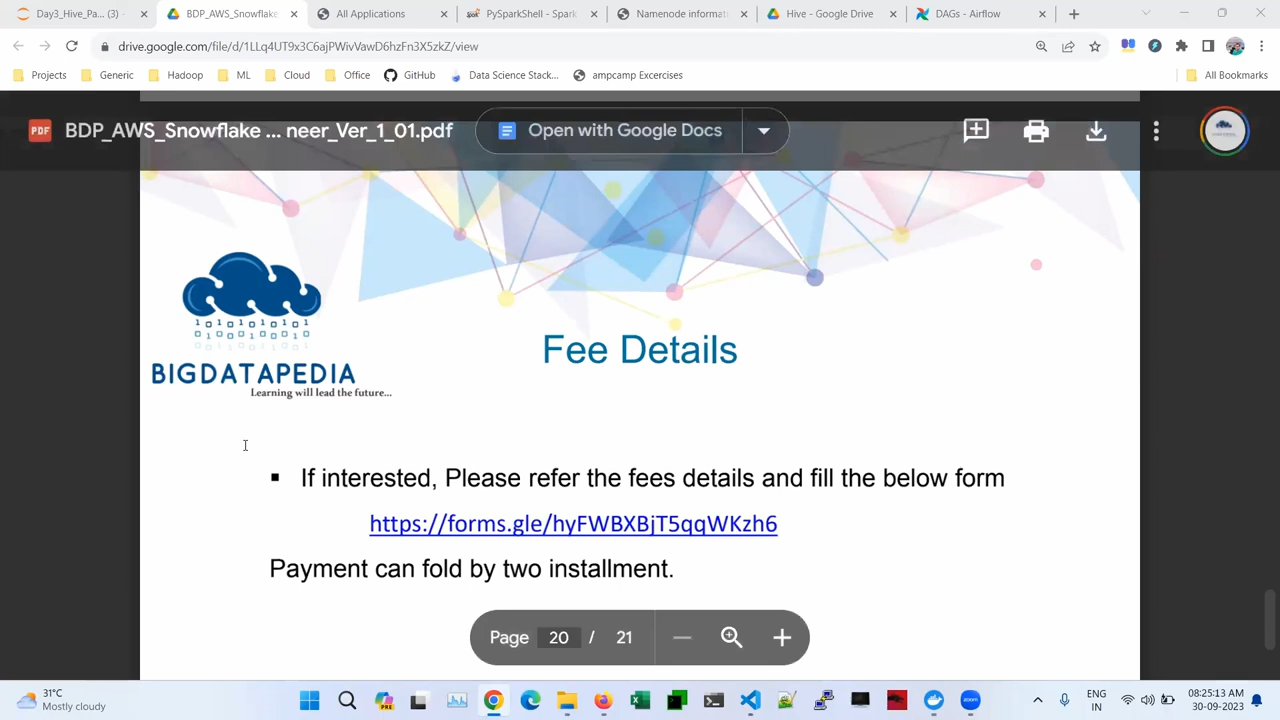 Day3_Hive_Pa... (3)
BDP_AWS_Snowflake
All Applications
PySparkShell - Spark
Namenode informat
Hive - Google Drive
DAGs - Airflow
drive.google.com/file/d/1LLq4UT9x3C6ajPWivVawD6hzFn3X5zkZ/view
Projects
Generic
Hadoop
ML
Cloud
Office
GitHub
Data Science Stack...
ampcamp Excercises
All Bookmarks
PDF
BDP_AWS_Snowflake ... neer_Ver_1_01.pdf
Open with Google Docs
BIGDATAPEDIA
Learning will lead the future...
Fee Details
▪ If interested, Please refer the fees details and fill the below form
https://forms.gle/hyFWBXBjT5qqWKzh6
Payment can fold by two installment.
Page 20 / 21
31°C
Mostly cloudy
ENG
IN
08:25:13 AM
30-09-2023